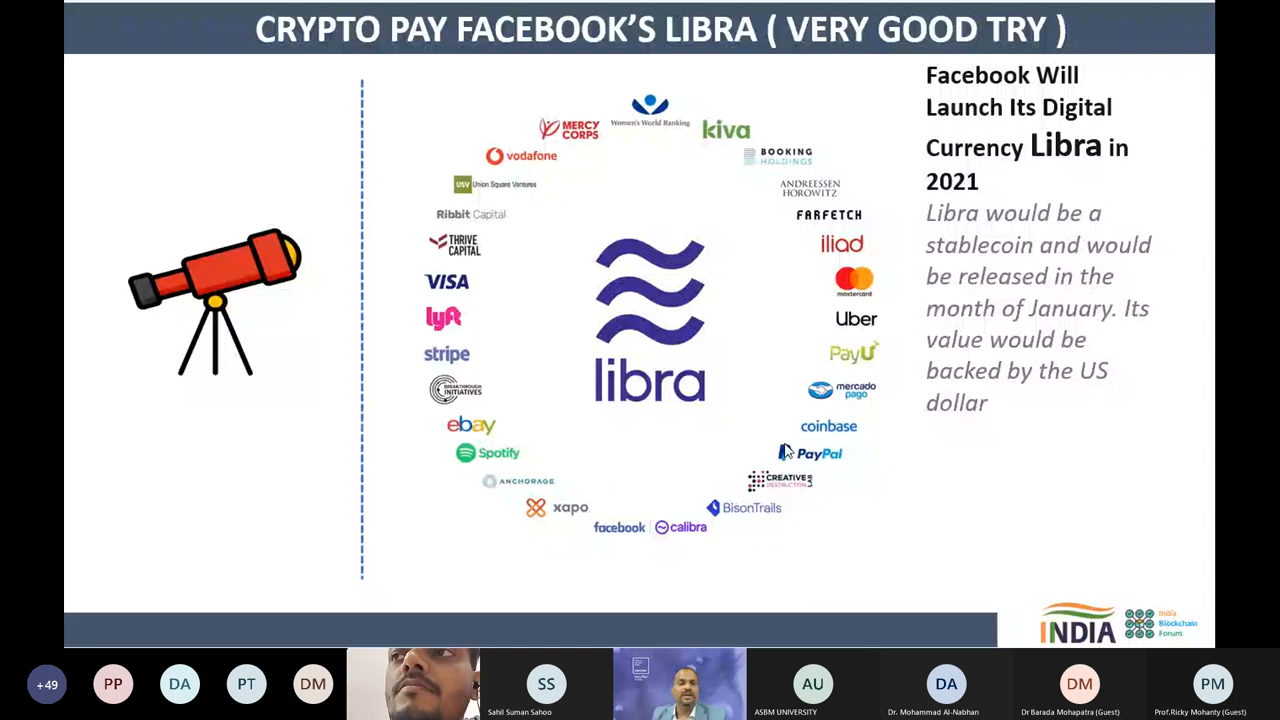 CRYPTO PAY FACEBOOK'S LIBRA ( VERY GOOD TRY )
Women's World Banking
MERCY
CORPS
kiva
vodafone
BOOKING
HOLDINGS
USV Union Square Ventures
ANDREESSEN
HOROWITZ
Ribbit Capital
FARFETCH
THRIVE
CAPITAL
iliad
VISA
mastercard
lyft
Uber
stripe
PayU
BREAKTHROUGH
INITIATIVES
mercado
pago
ebay
coinbase
Spotify
PayPal
ANCHORAGE
CREATIVE
DESTRUCTION
LAB
xapo
BisonTrails
facebook
calibra
libra
Facebook Will
Launch Its Digital
Currency Libra in
2021
Libra would be a
stablecoin and would
be released in the
month of January. Its
value would be
backed by the US
dollar
INDIA
India
Blockchain
Forum
+49
PP
DA
PT
DM
SS
Sahil Suman Sahoo
AU
ASBM UNIVERSITY
DA
Dr. Mohammad Al-Nabhan
DM
Dr Barada Mohapatra (Guest)
PM
Prof.Ricky Mohanty (Guest)